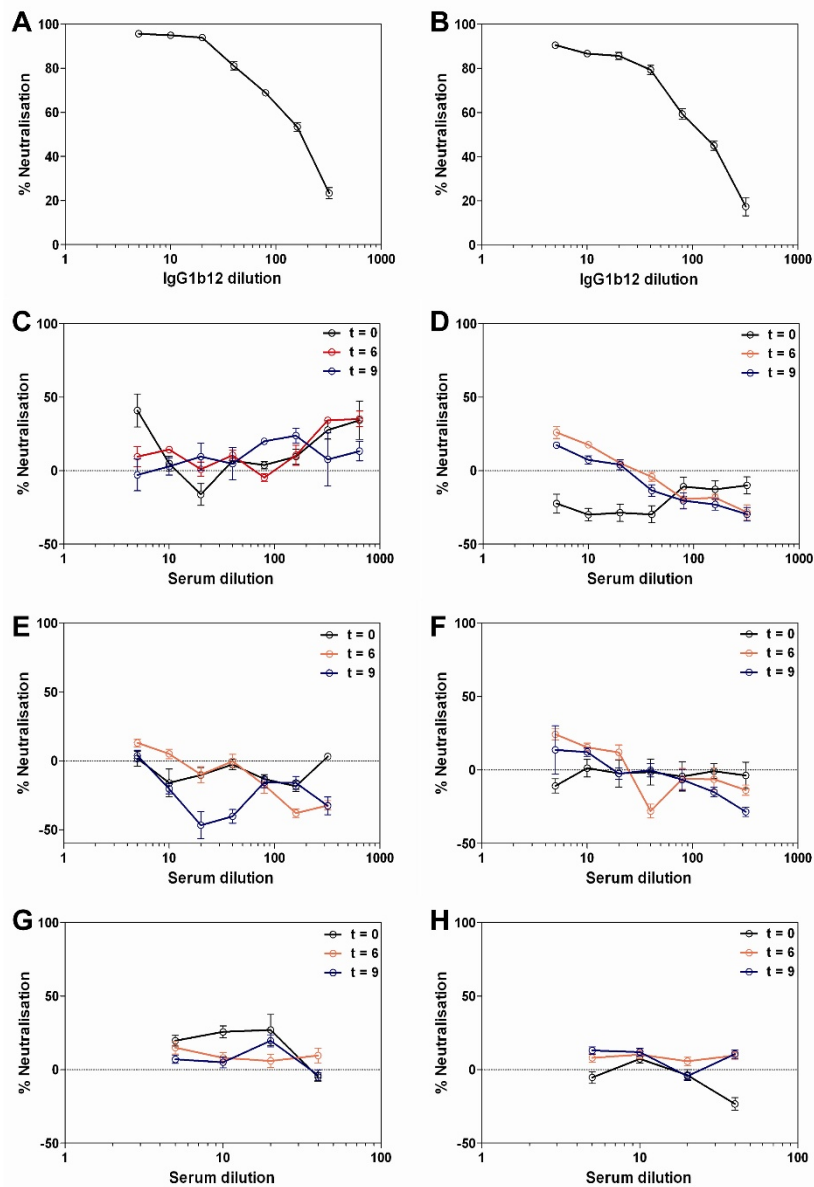 A
B
100
80
60
40
20
0
% Neutralisation
1
10
100
1000
IgG1b12 dilution
100
80
60
40
20
0
% Neutralisation
1
10
100
1000
IgG1b12 dilution
C
D
100
50
0
-50
% Neutralisation
t = 0
t = 6
t = 9
1
10
100
1000
Serum dilution
100
50
0
-50
% Neutralisation
t = 0
t = 6
t = 9
1
10
100
1000
Serum dilution
E
F
100
50
0
-50
% Neutralisation
t = 0
t = 6
t = 9
1
10
100
1000
Serum dilution
100
50
0
-50
% Neutralisation
t = 0
t = 6
t = 9
1
10
100
1000
Serum dilution
G
H
100
50
0
-50
% Neutralisation
t = 0
t = 6
t = 9
1
10
100
Serum dilution
100
50
0
-50
% Neutralisation
t = 0
t = 6
t = 9
1
10
100
Serum dilution